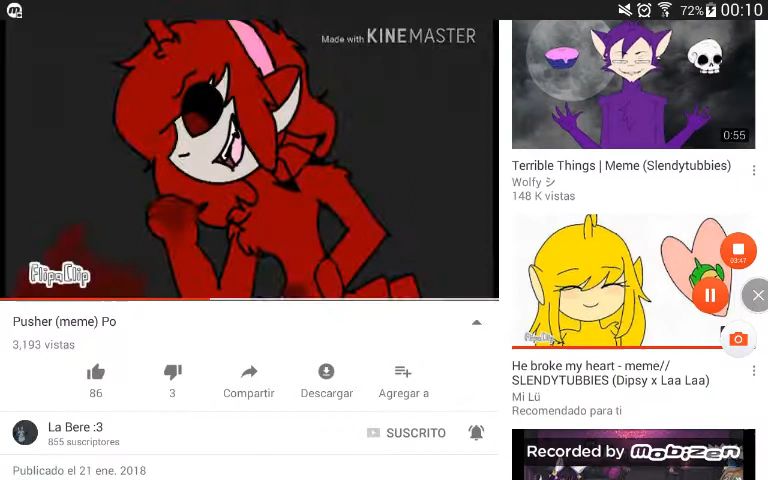 72% 00:10
Made with KINEMASTER
FlipaClip
Pusher (meme) Po
3,193 vistas
86
3
Compartir
Descargar
Agregar a
La Bere :3
855 suscriptores
SUSCRITO
Publicado el 21 ene. 2018
0:55
Terrible Things | Meme (Slendytubbies)
Wolfy シ
148 K vistas
03:47
FlipaClip
He broke my heart - meme//
SLENDYTUBBIES (Dipsy x Laa Laa)
Mi Lü
Recomendado para ti
Recorded by mobizen